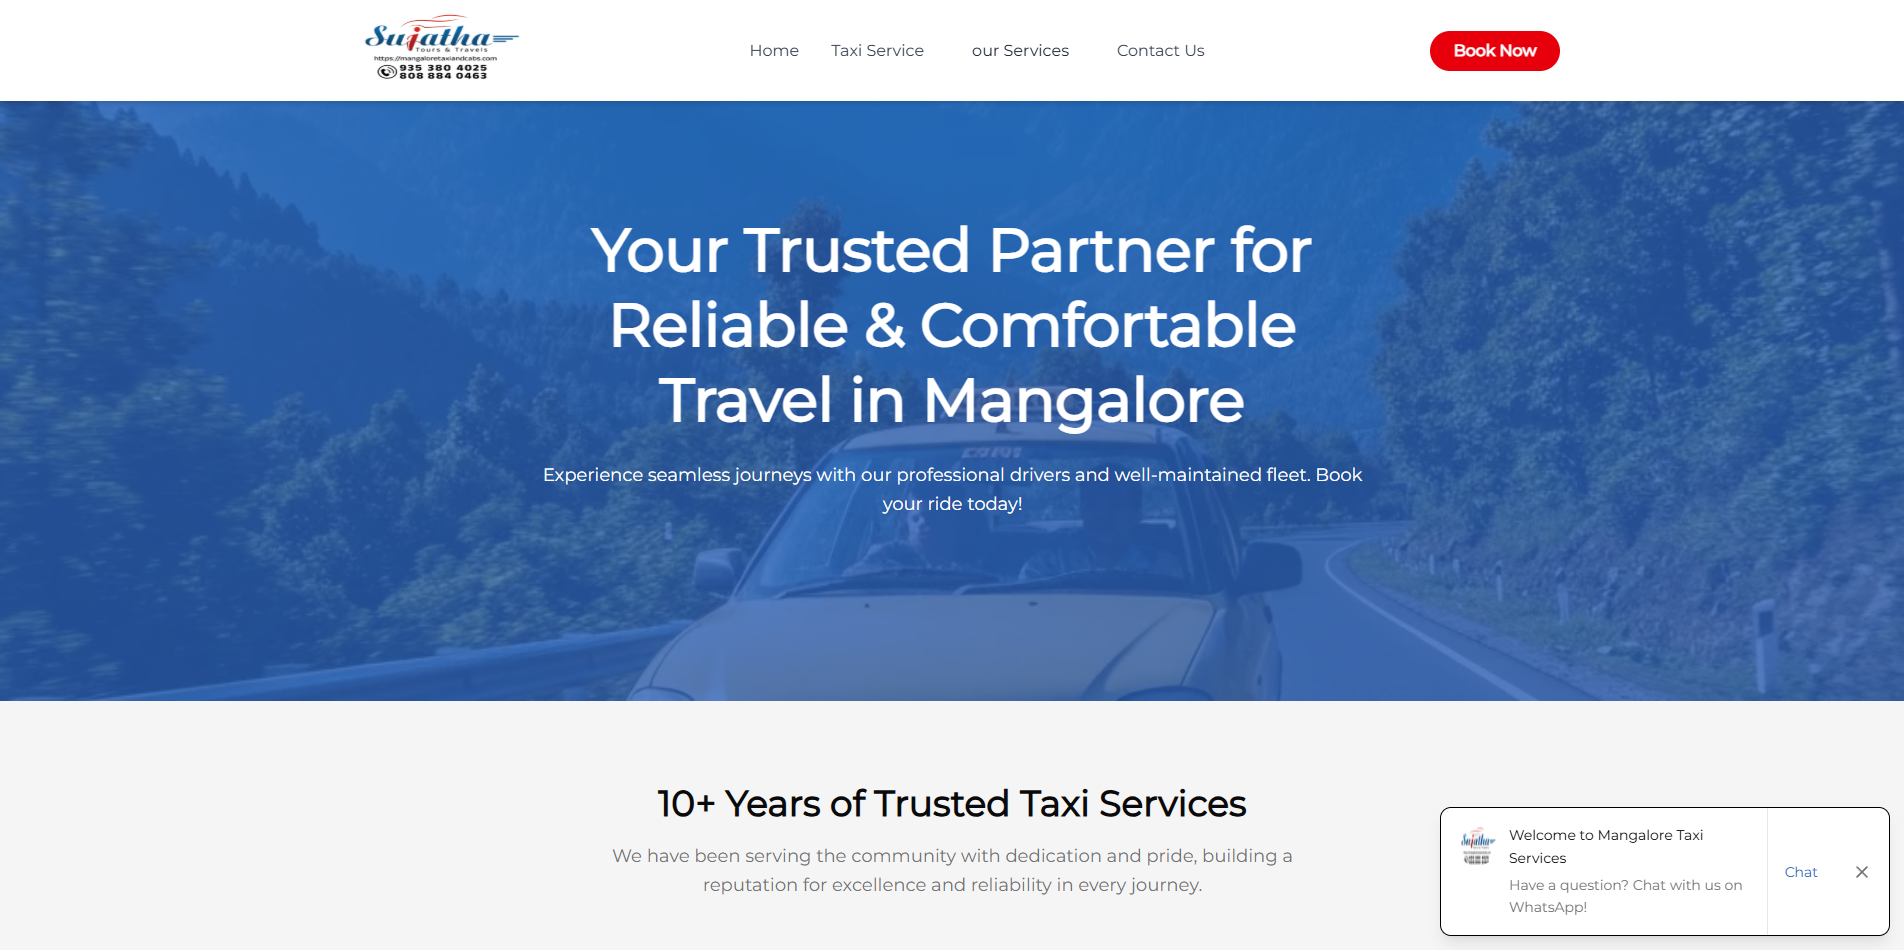 Sujatha
Tours & Travels
https://mangaloretaxiandcabs.com
935 380 4025
808 884 0463
Home
Taxi Service
our Services
Contact Us
Book Now
Your Trusted Partner for
Reliable & Comfortable
Travel in Mangalore
Experience seamless journeys with our professional drivers and well-maintained fleet. Book
your ride today!
10+ Years of Trusted Taxi Services
We have been serving the community with dedication and pride, building a
reputation for excellence and reliability in every journey.
Sujatha
Welcome to Mangalore Taxi
Services
Have a question? Chat with us on
WhatsApp!
Chat